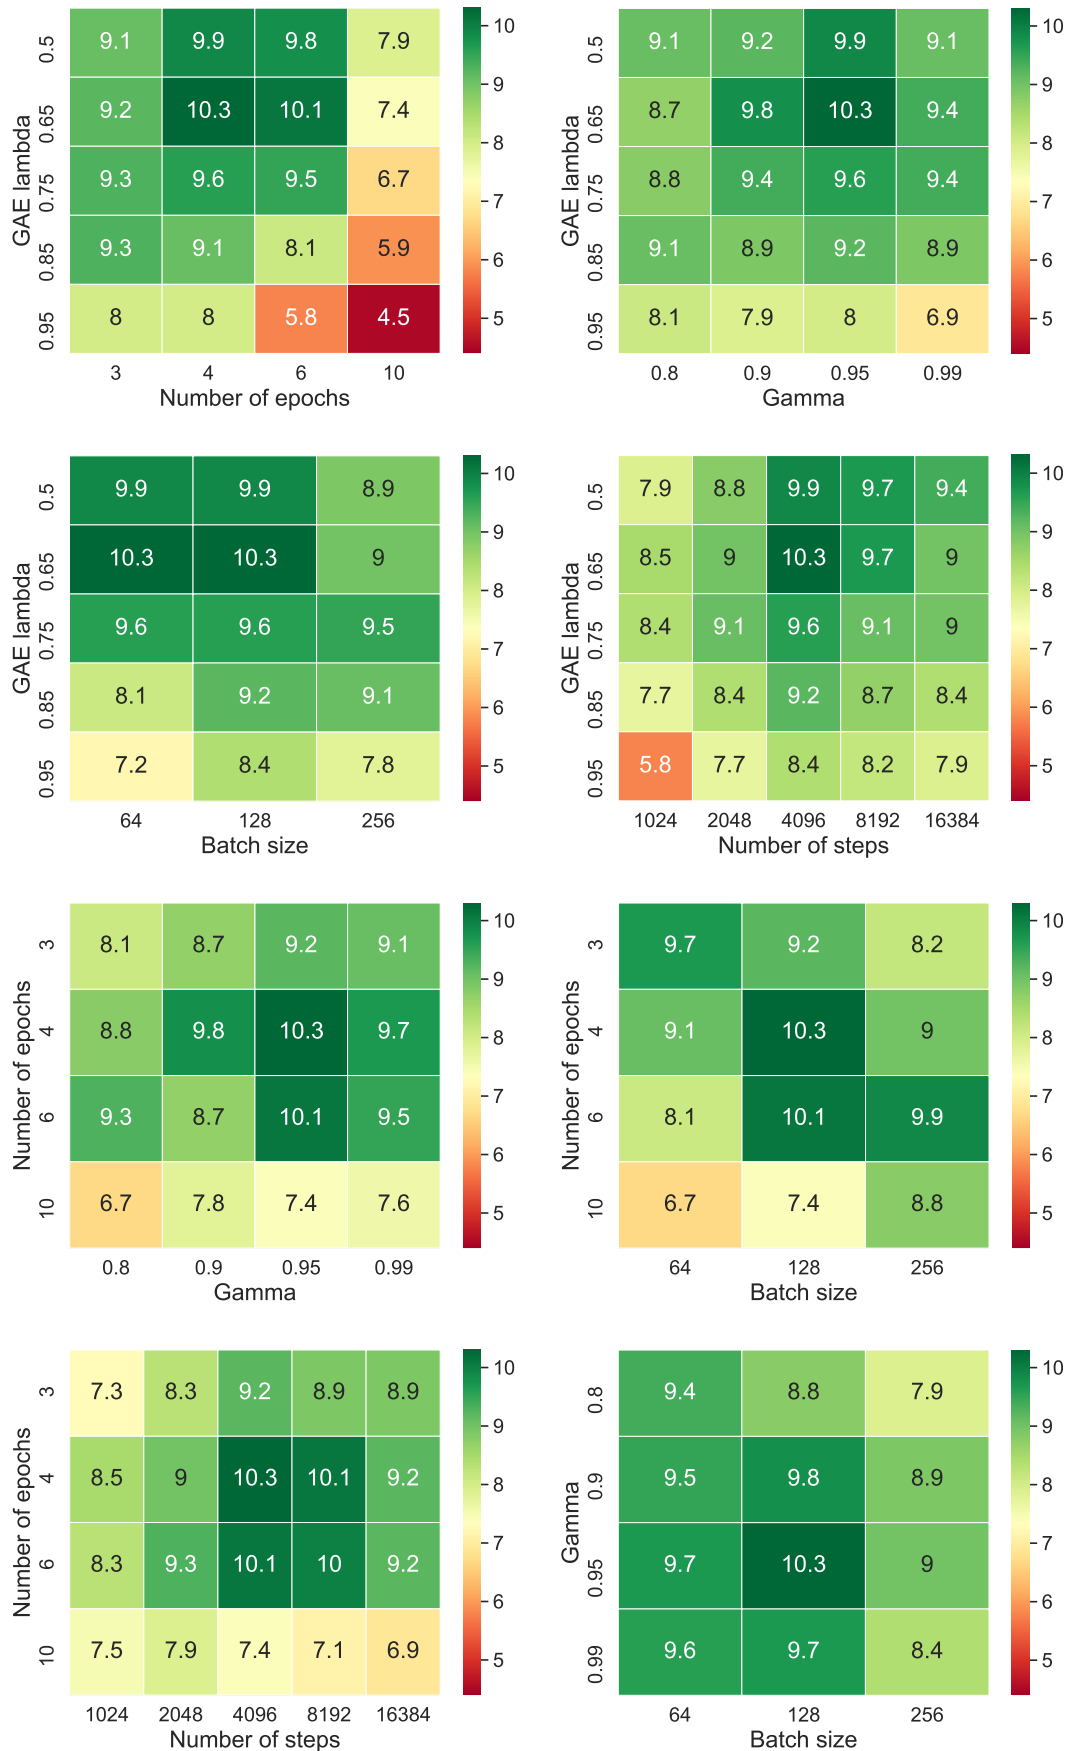 9.1 9.9 9.8 7.9
9.2 10.3 10.1 7.4
9.3 9.6 9.5 6.7
9.3 9.1 8.1 5.9
8 8 5.8 4.5
0.5
0.65
0.75
0.85
0.95
GAE lambda
3 4 6 10
Number of epochs
10
9
8
7
6
5
9.1 9.2 9.9 9.1
8.7 9.8 10.3 9.4
8.8 9.4 9.6 9.4
9.1 8.9 9.2 8.9
8.1 7.9 8 6.9
0.5
0.65
0.75
0.85
0.95
GAE lambda
0.8 0.9 0.95 0.99
Gamma
10
9
8
7
6
5
9.9 9.9 8.9
10.3 10.3 9
9.6 9.6 9.5
8.1 9.2 9.1
7.2 8.4 7.8
0.5
0.65
0.75
0.85
0.95
GAE lambda
64 128 256
Batch size
10
9
8
7
6
5
7.9 8.8 9.9 9.7 9.4
8.5 9 10.3 9.7 9
8.4 9.1 9.6 9.1 9
7.7 8.4 9.2 8.7 8.4
5.8 7.7 8.4 8.2 7.9
0.5
0.65
0.75
0.85
0.95
GAE lambda
1024 2048 4096 8192 16384
Number of steps
10
9
8
7
6
5
8.1 8.7 9.2 9.1
8.8 9.8 10.3 9.7
9.3 8.7 10.1 9.5
6.7 7.8 7.4 7.6
3
4
6
10
Number of epochs
0.8 0.9 0.95 0.99
Gamma
10
9
8
7
6
5
9.7 9.2 8.2
9.1 10.3 9
8.1 10.1 9.9
6.7 7.4 8.8
3
4
6
10
Number of epochs
64 128 256
Batch size
10
9
8
7
6
5
7.3 8.3 9.2 8.9 8.9
8.5 9 10.3 10.1 9.2
8.3 9.3 10.1 10 9.2
7.5 7.9 7.4 7.1 6.9
3
4
6
10
Number of epochs
1024 2048 4096 8192 16384
Number of steps
10
9
8
7
6
5
9.4 8.8 7.9
9.5 9.8 8.9
9.7 10.3 9
9.6 9.7 8.4
0.8
0.9
0.95
0.99
Gamma
64 128 256
Batch size
10
9
8
7
6
5